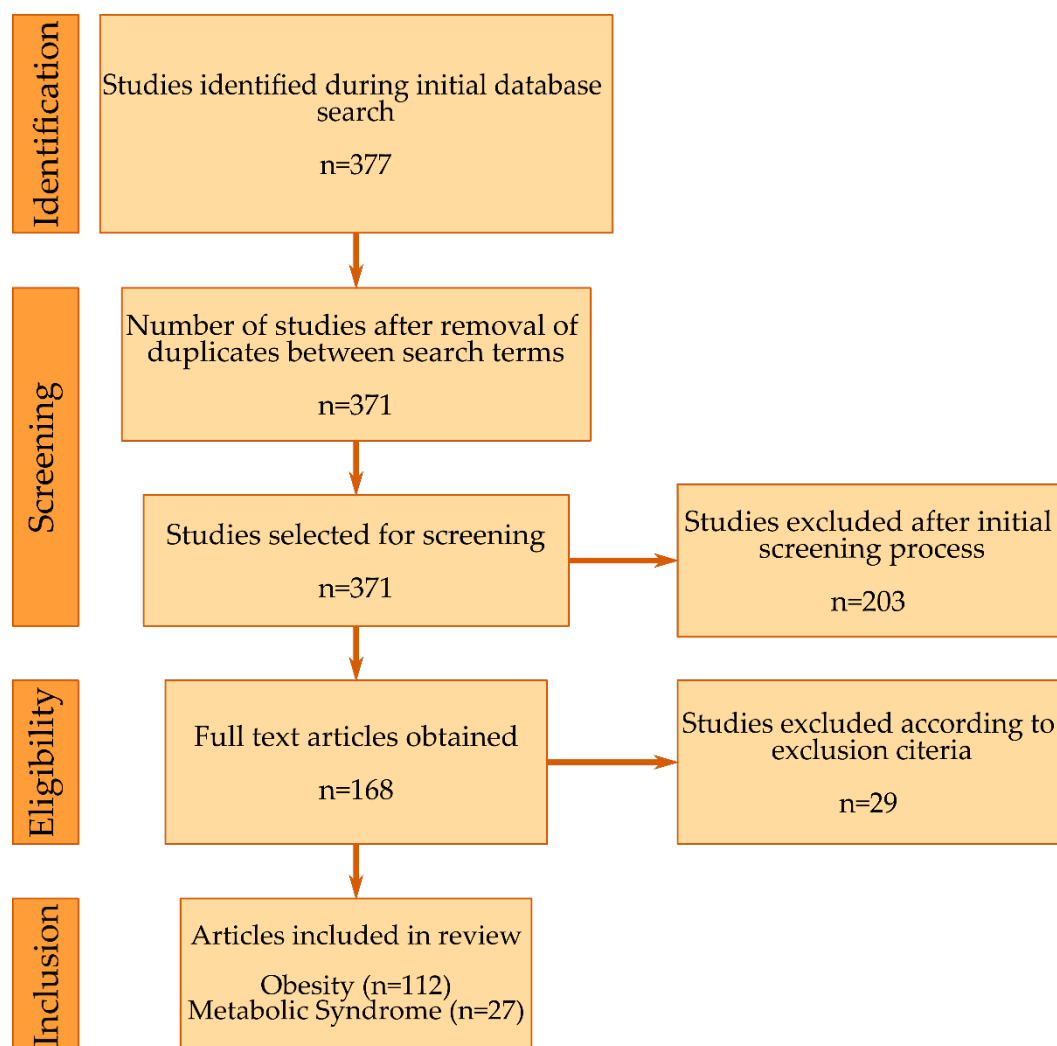 Identification
Studies identified during initial database
search
n=377
Screening
Number of studies after removal of
duplicates between search terms
n=371
Studies selected for screening
n=371
Studies excluded after initial
screening process
n=203
Eligibility
Full text articles obtained
n=168
Studies excluded according to
exclusion citeria
n=29
Inclusion
Articles included in review
Obesity (n=112)
Metabolic Syndrome (n=27)